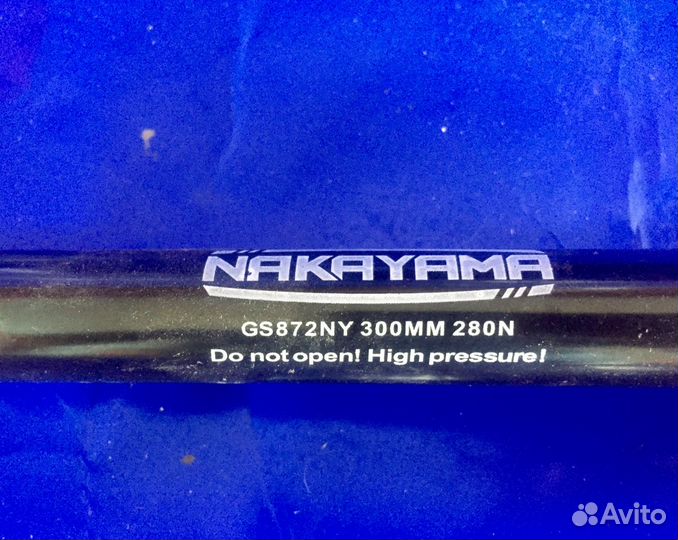 NAKAYAMA
GS872NY 300MM 280N
Do not open! High pressure!
Avito